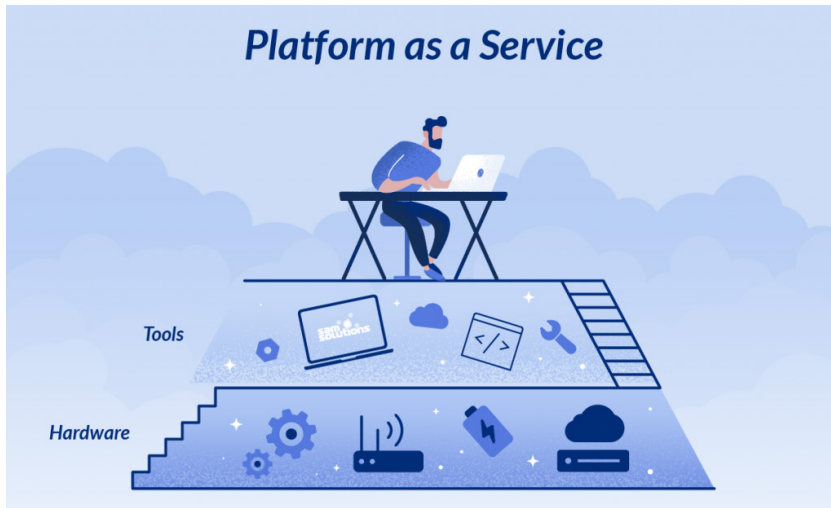 Platform as a Service
sam
solutions
</>
Tools
Hardware